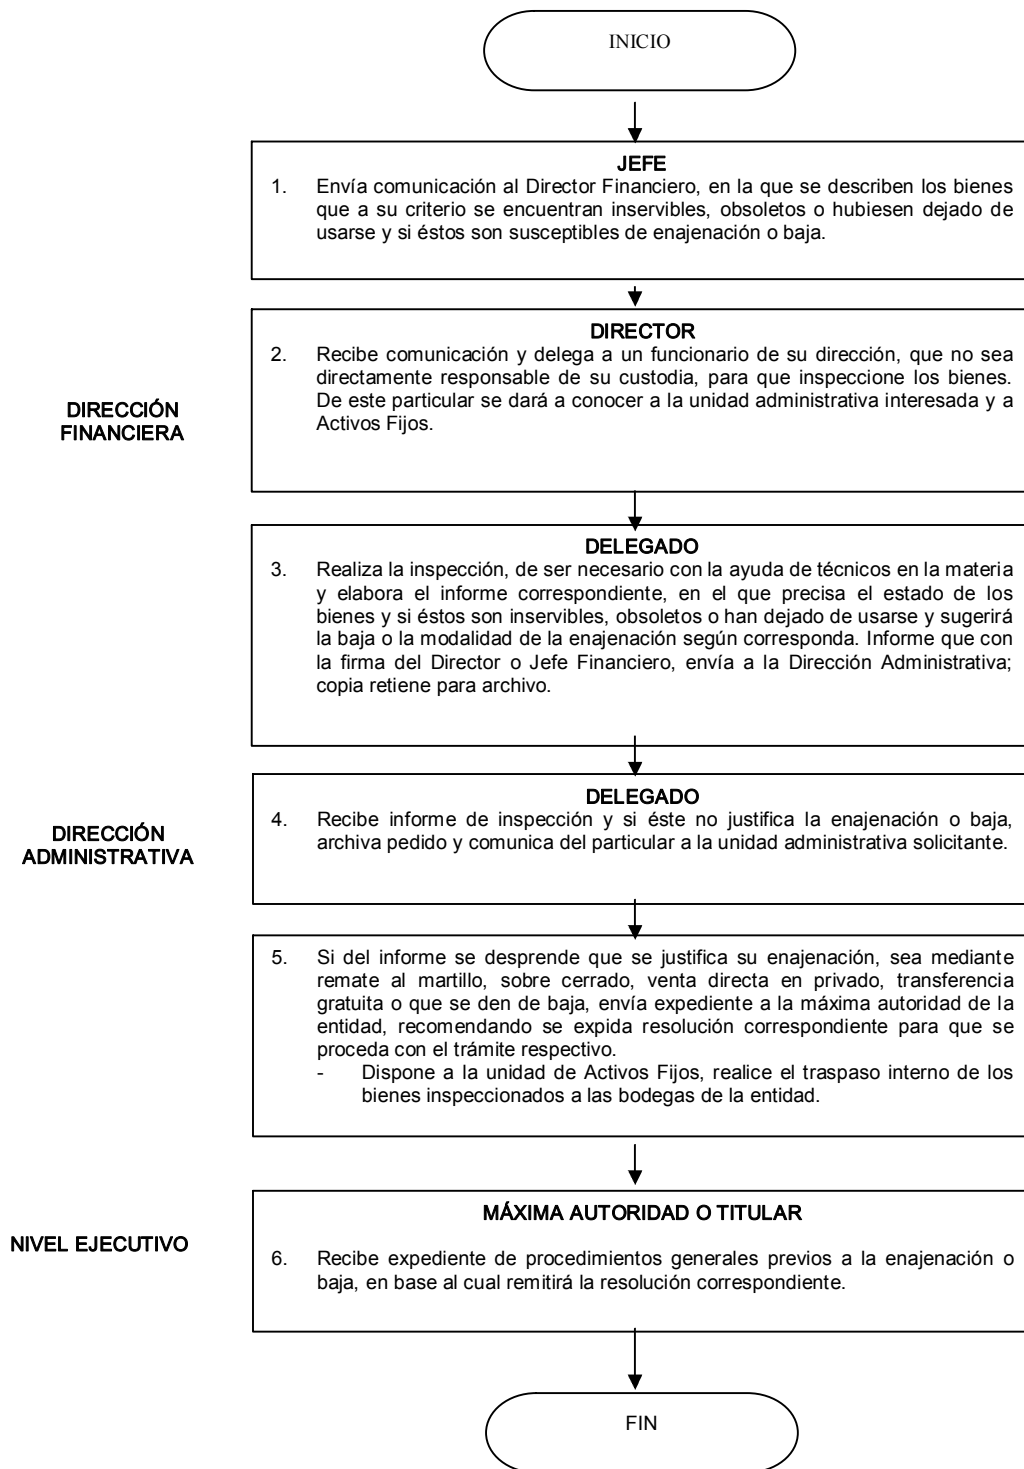 INICIO
JEFE
1. Envía comunicación al Director Financiero, en la que se describen los bienes
que a su criterio se encuentran inservibles, obsoletos o hubiesen dejado de
usarse y si éstos son susceptibles de enajenación o baja.
DIRECCIÓN
FINANCIERA
DIRECTOR
2. Recibe comunicación y delega a un funcionario de su dirección, que no sea
directamente responsable de su custodia, para que inspeccione los bienes.
De este particular se dará a conocer a la unidad administrativa interesada y a
Activos Fijos.
DELEGADO
3. Realiza la inspección, de ser necesario con la ayuda de técnicos en la materia
y elabora el informe correspondiente, en el que precisa el estado de los
bienes y si éstos son inservibles, obsoletos o han dejado de usarse y sugerirá
la baja o la modalidad de la enajenación según corresponda. Informe que con
la firma del Director o Jefe Financiero, envía a la Dirección Administrativa;
copia retiene para archivo.
DIRECCIÓN
ADMINISTRATIVA
DELEGADO
4. Recibe informe de inspección y si éste no justifica la enajenación o baja,
archiva pedido y comunica del particular a la unidad administrativa solicitante.
5. Si del informe se desprende que se justifica su enajenación, sea mediante
remate al martillo, sobre cerrado, venta directa en privado, transferencia
gratuita o que se den de baja, envía expediente a la máxima autoridad de la
entidad, recomendando se expida resolución correspondiente para que se
proceda con el trámite respectivo.
- Dispone a la unidad de Activos Fijos, realice el traspaso interno de los
bienes inspeccionados a las bodegas de la entidad.
NIVEL EJECUTIVO
MÁXIMA AUTORIDAD O TITULAR
6. Recibe expediente de procedimientos generales previos a la enajenación o
baja, en base al cual remitirá la resolución correspondiente.
FIN